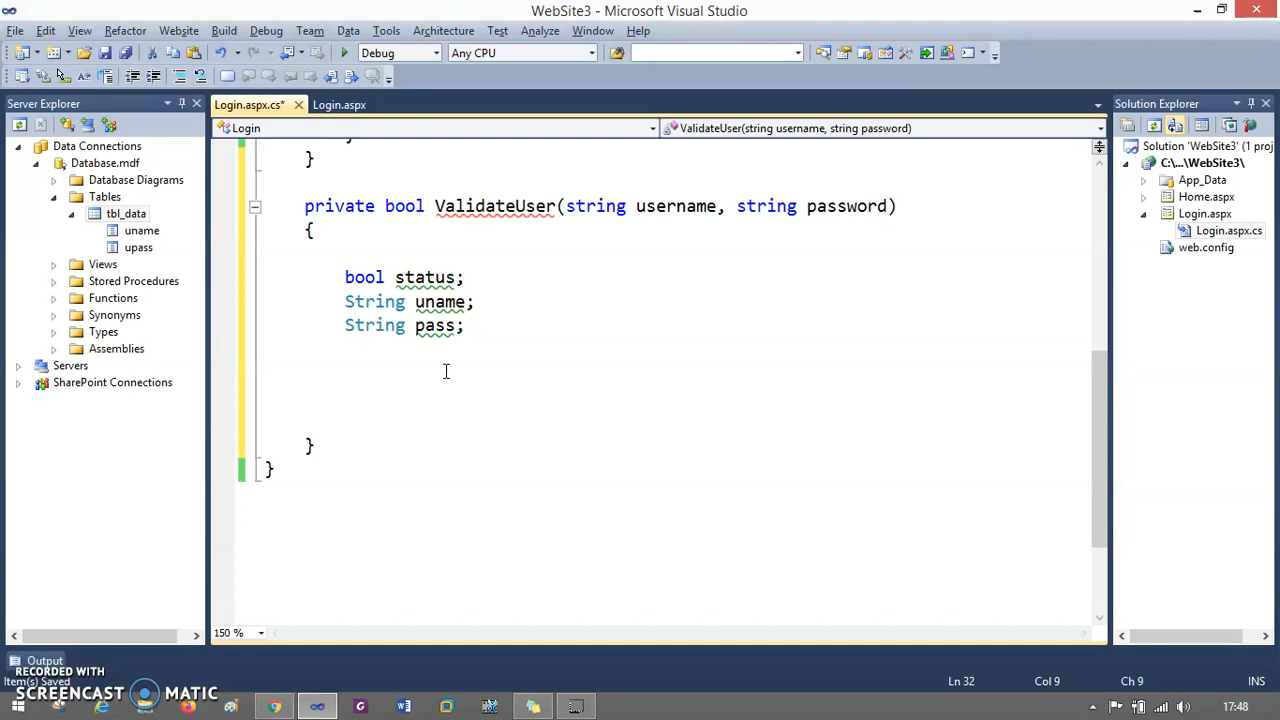 WebSite3 - Microsoft Visual Studio
File Edit View Refactor Website Build Debug Team Data Tools Architecture Test Analyze Window Help
Debug Any CPU
Server Explorer
Data Connections
Database.mdf
Database Diagrams
Tables
tbl_data
uname
upass
Views
Stored Procedures
Functions
Synonyms
Types
Assemblies
Servers
SharePoint Connections
Login.aspx.cs* Login.aspx
Login ValidateUser(string username, string password)
}
private bool ValidateUser(string username, string password)
{
bool status;
String uname;
String pass;
}
}
150 %
Solution Explorer
Solution 'WebSite3' (1 proj
C:\...\WebSite3\
App_Data
Home.aspx
Login.aspx
Login.aspx.cs
web.config
Output
Item(s) Saved Ln 32 Col 9 Ch 9 INS
RECORDED WITH
SCREENCAST MATIC
17:48